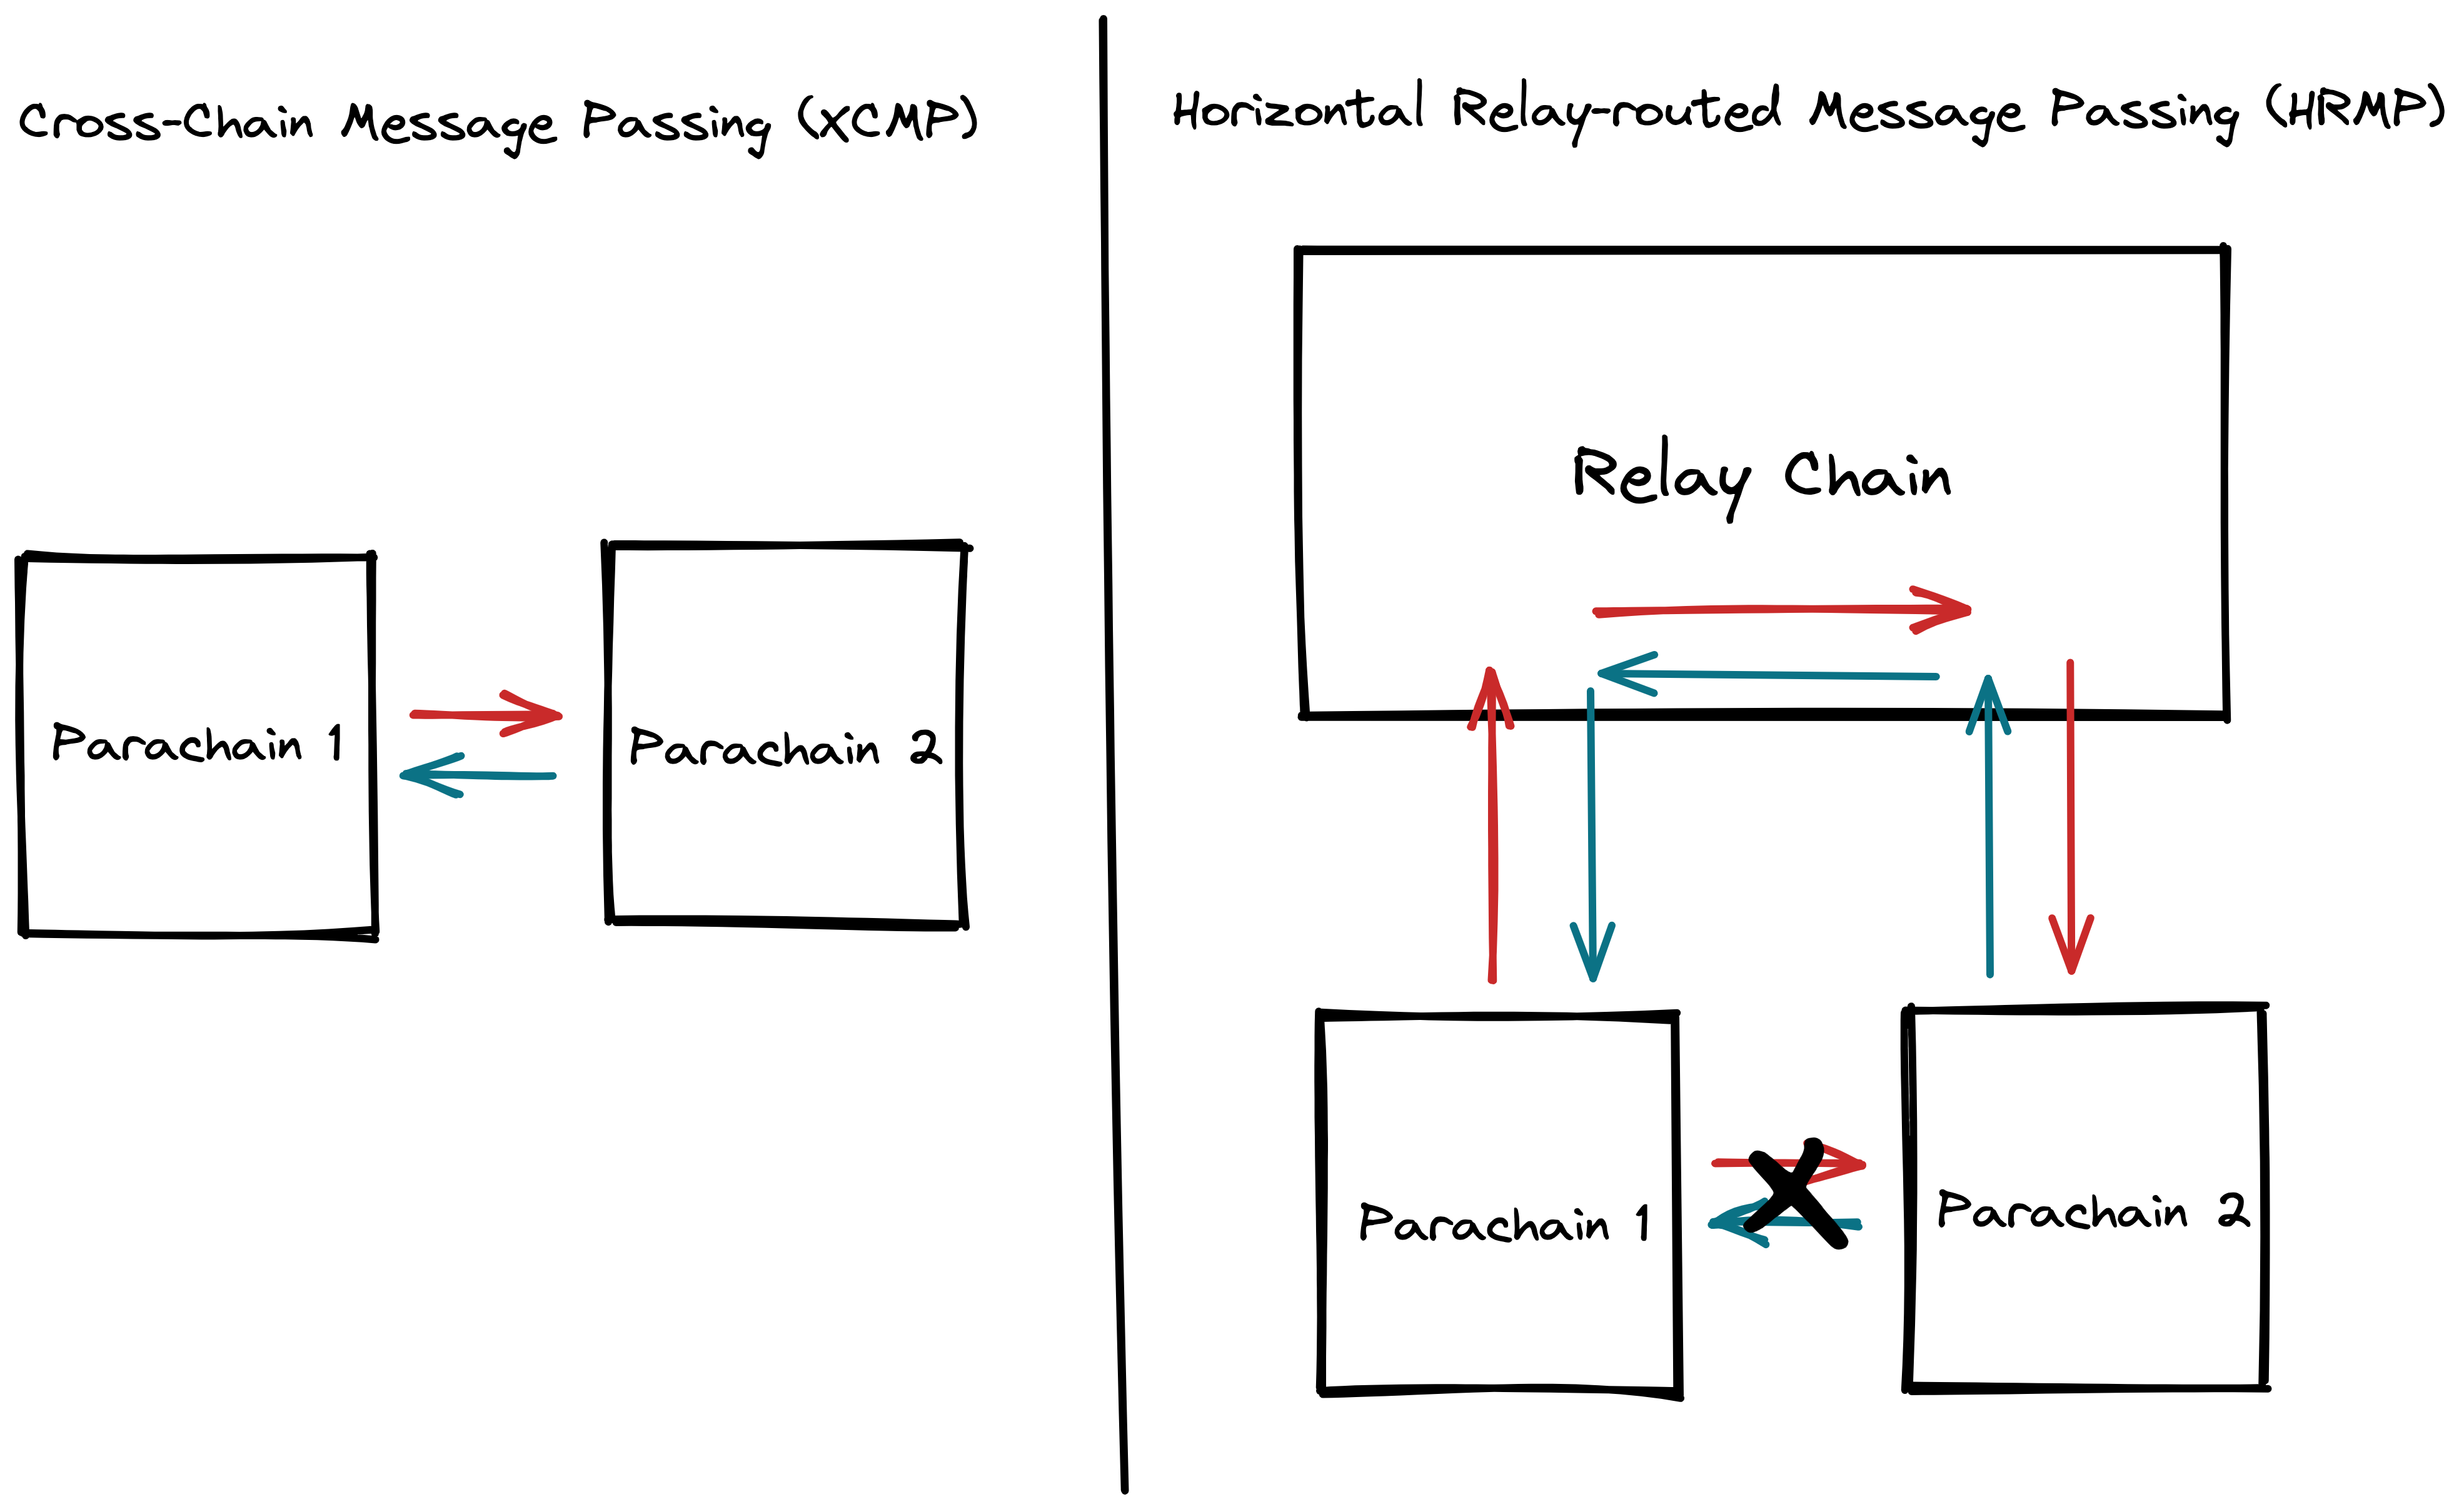 Cross-Chain Message Passing (XCMP)
Parachain 1
Parachain 2
Horizontal Relay-routed Message Passing (HRMP)
Relay Chain
Parachain 1
Parachain 2